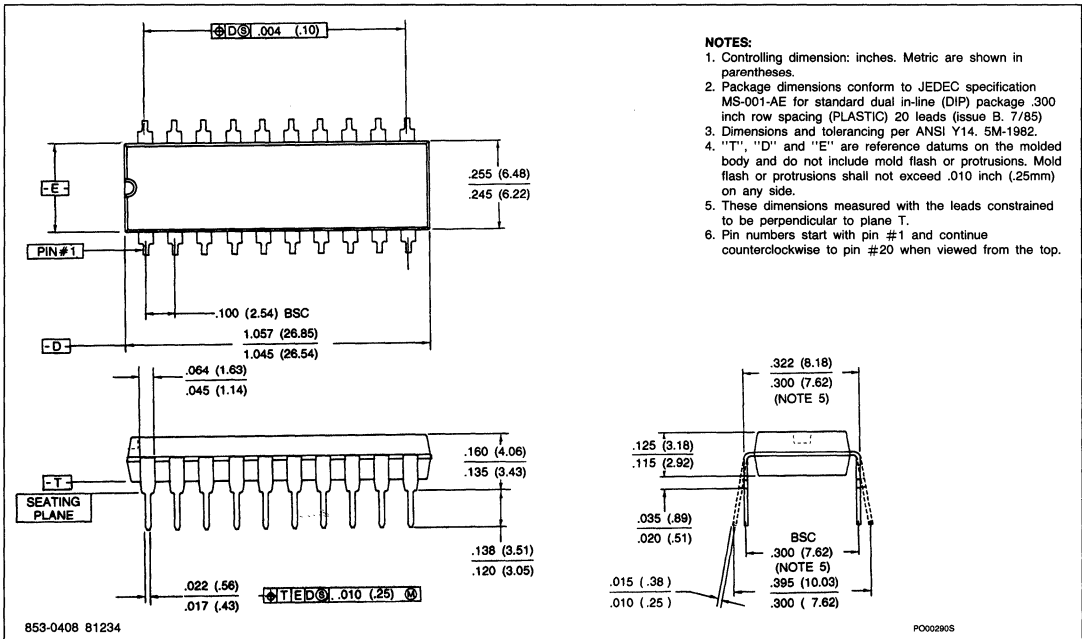 ⌖ D Ⓢ .004 (.10)
-E-
PIN#1
.255 (6.48)
.245 (6.22)
.100 (2.54) BSC
-D-
1.057 (26.85)
1.045 (26.54)
.064 (1.63)
.045 (1.14)
-T-
SEATING
PLANE
.160 (4.06)
.135 (3.43)
.138 (3.51)
.120 (3.05)
.022 (.56)
.017 (.43)
⌖ T E D Ⓢ .010 (.25) Ⓜ
853-0408 81234
NOTES:
1. Controlling dimension: inches. Metric are shown in
parentheses.
2. Package dimensions conform to JEDEC specification
MS-001-AE for standard dual in-line (DIP) package .300
inch row spacing (PLASTIC) 20 leads (issue B. 7/85)
3. Dimensions and tolerancing per ANSI Y14. 5M-1982.
4. "T", "D" and "E" are reference datums on the molded
body and do not include mold flash or protrusions. Mold
flash or protrusions shall not exceed .010 inch (.25mm)
on any side.
5. These dimensions measured with the leads constrained
to be perpendicular to plane T.
6. Pin numbers start with pin #1 and continue
counterclockwise to pin #20 when viewed from the top.
.322 (8.18)
.300 (7.62)
(NOTE 5)
.125 (3.18)
.115 (2.92)
.035 (.89)
.020 (.51)
BSC
.300 (7.62)
(NOTE 5)
.015 (.38 )
.010 (.25 )
.395 (10.03)
.300 ( 7.62)
PO00290S